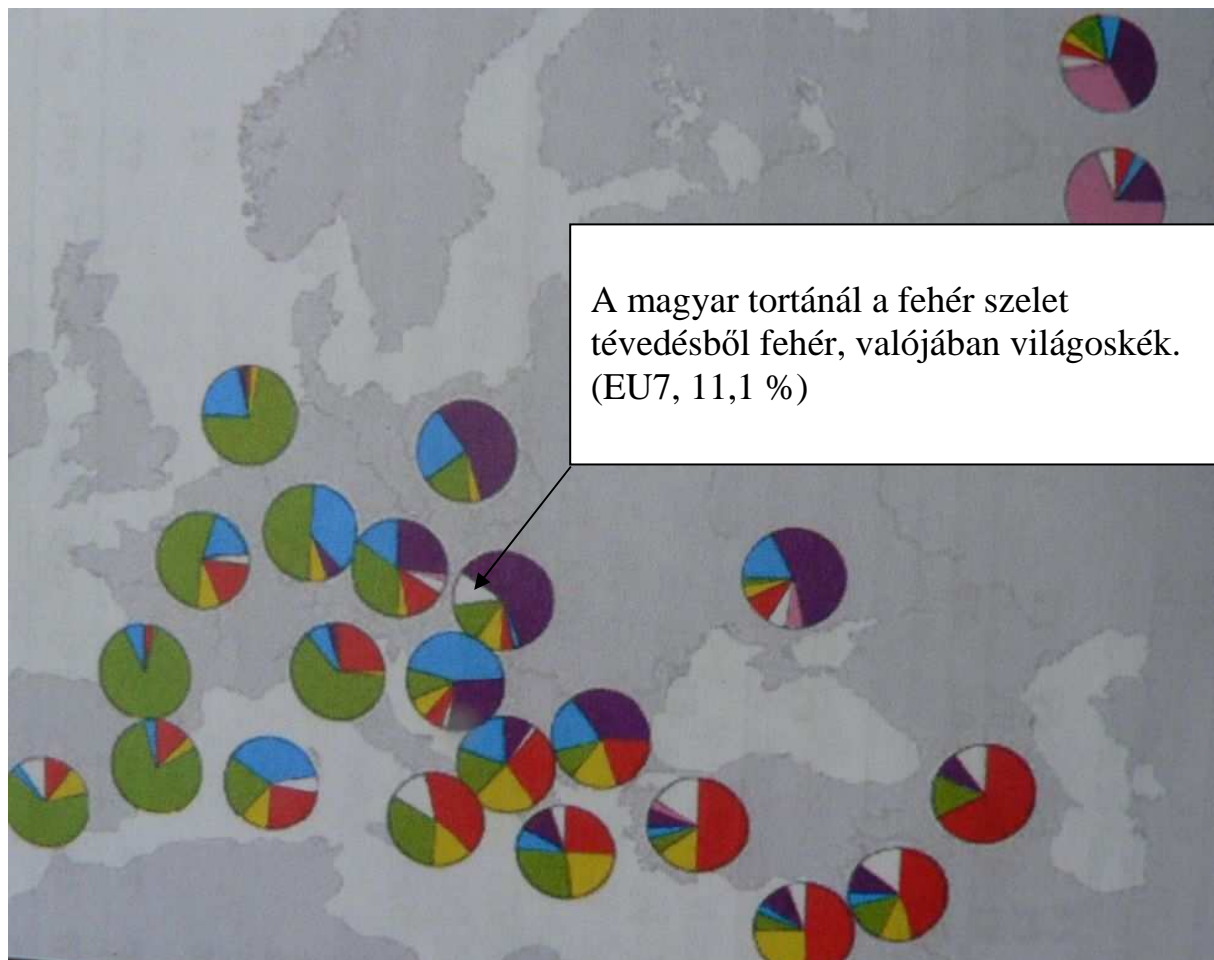 A magyar tortánál a fehér szelet
tévedésből fehér, valójában világoskék.
(EU7, 11,1 %)